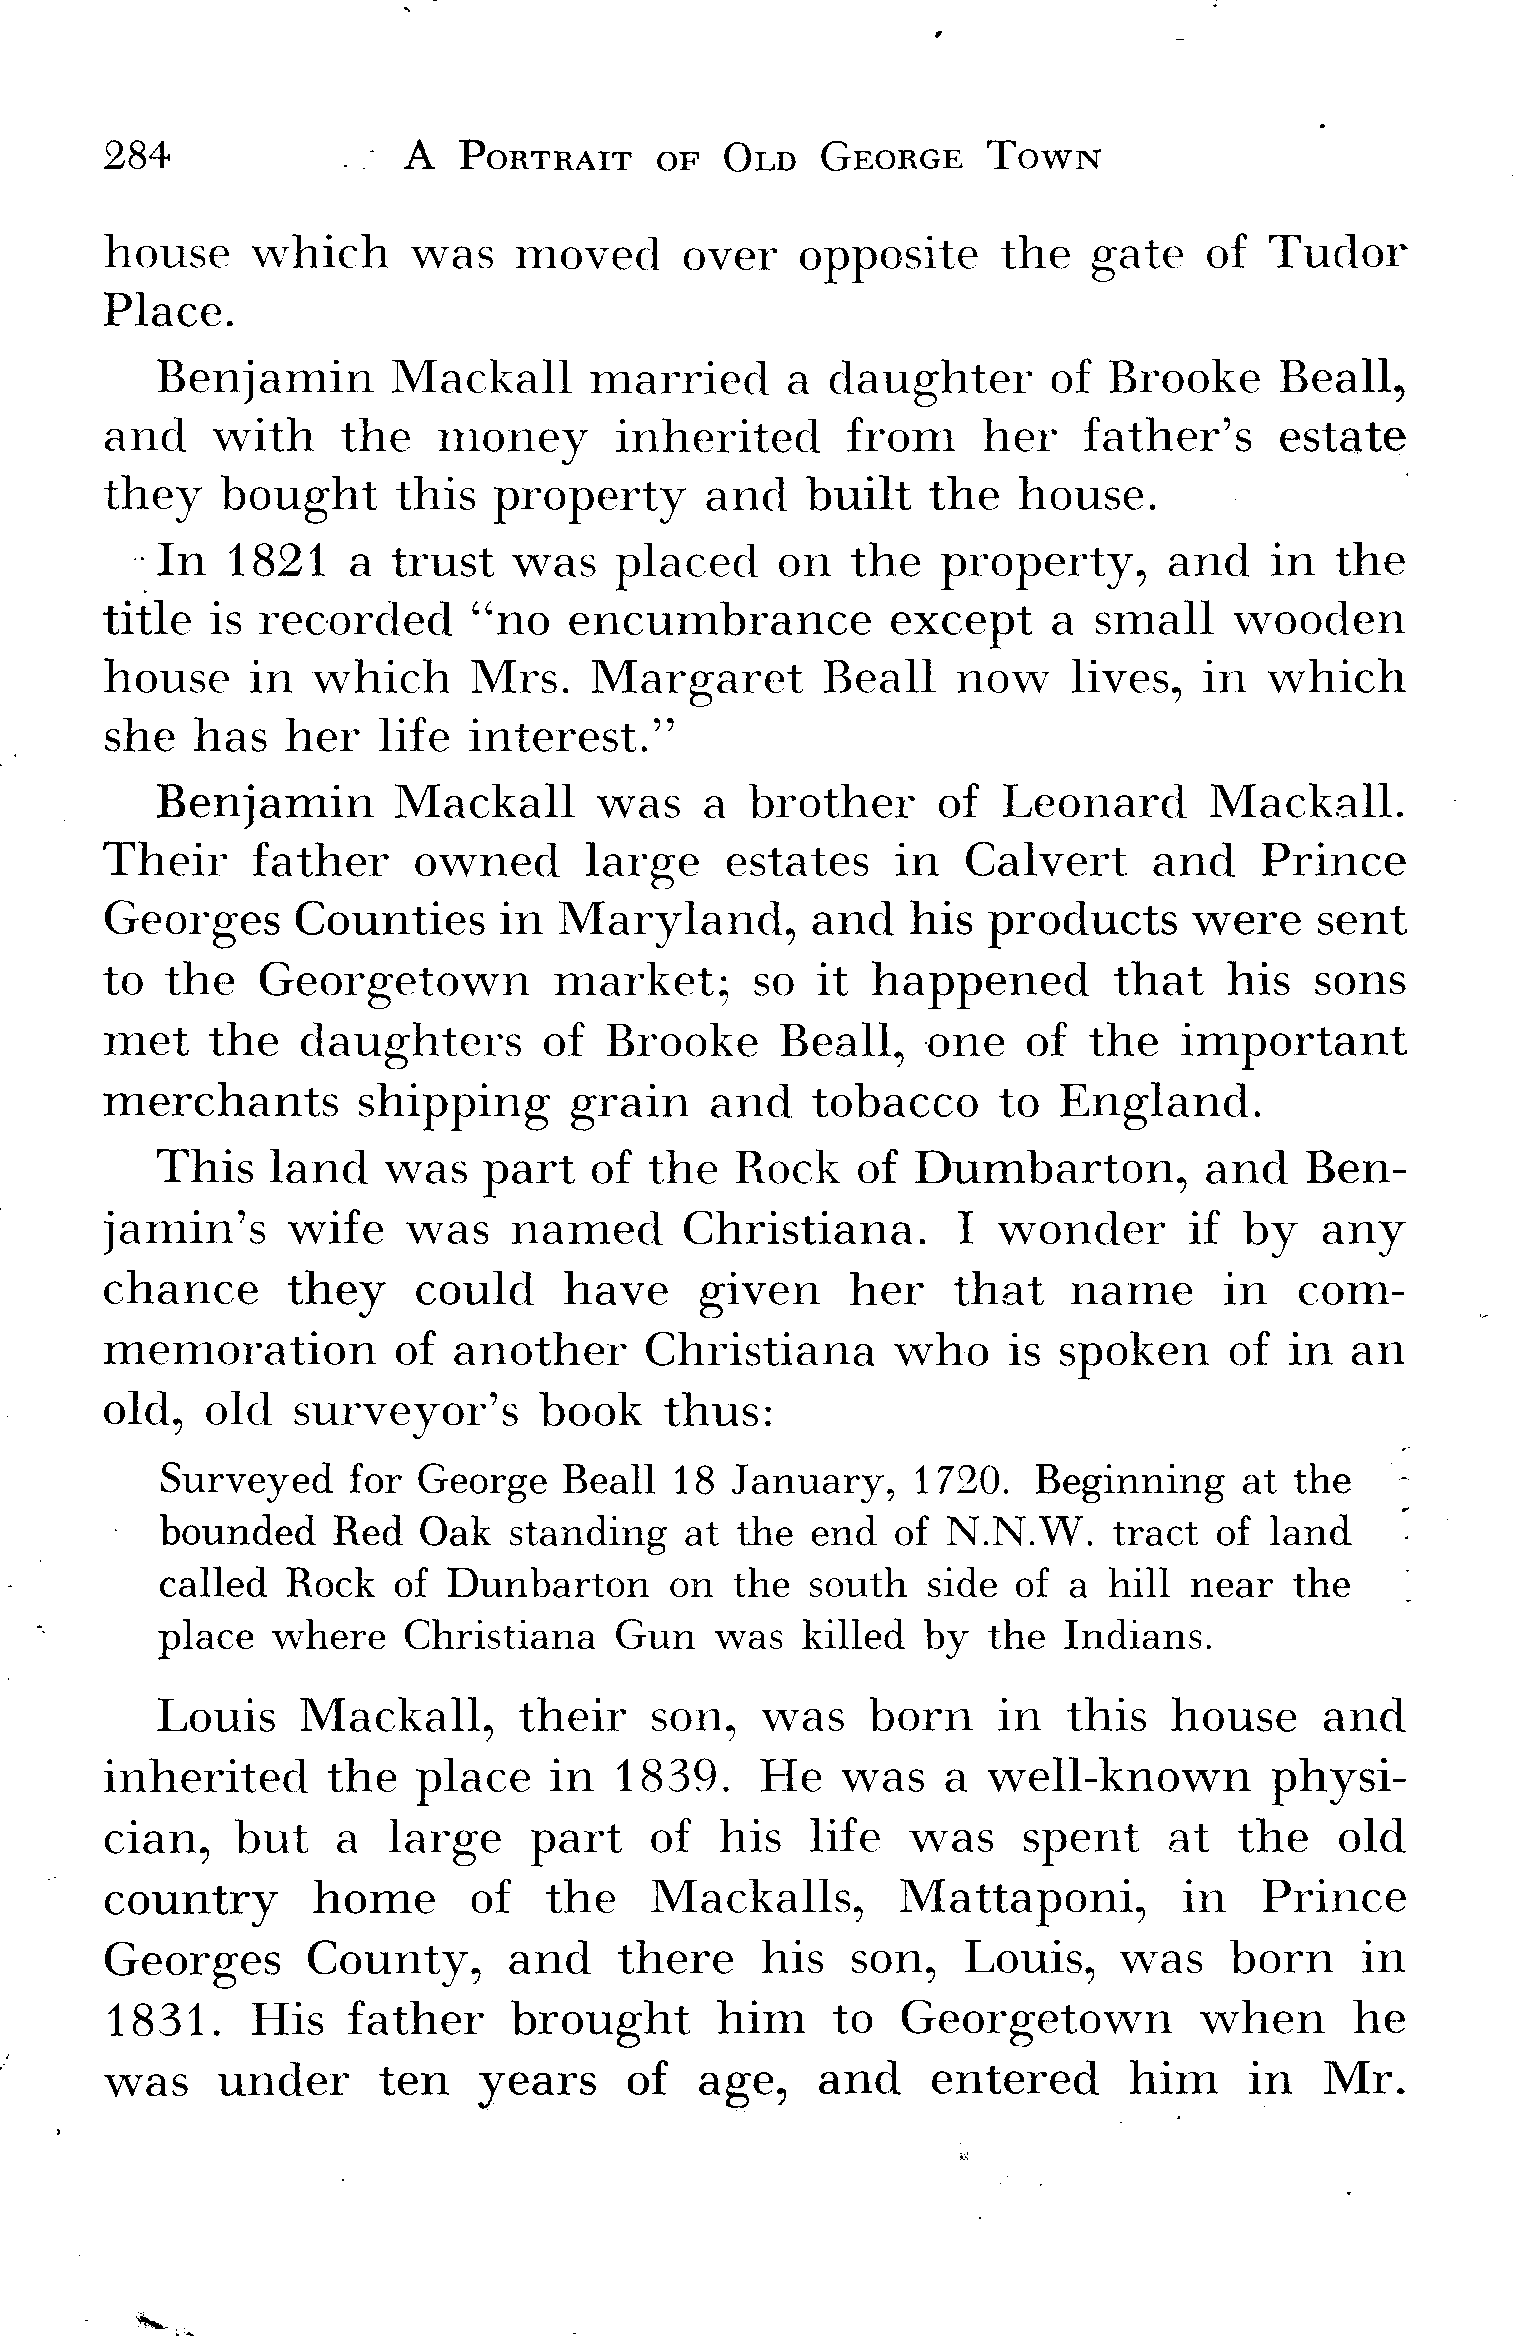 284 A Portrait of Old George Town
house which was moved over opposite the gate of Tudor
Place.
Benjamin Mackall married a daughter of Brooke Beall,
and with the money inherited from her father's estate
they bought this property and built the house.
In 1821 a trust was placed on the property, and in the
title is recorded "no encumbrance except a small wooden
house in which Mrs. Margaret Beall now lives, in which
she has her life interest."
Benjamin Mackall was a brother of Leonard Mackall.
Their father owned large estates in Calvert and Prince
Georges Counties in Maryland, and his products were sent
to the Georgetown market; so it happened that his sons
met the daughters of Brooke Beall, one of the important
merchants shipping grain and tobacco to England.
This land was part of the Rock of Dumbarton, and Ben-
jamin's wife was named Christiana. I wonder if by any
chance they could have given her that name in com-
memoration of another Christiana who is spoken of in an
old, old surveyor's book thus:
Surveyed for George Beall 18 January, 1720. Beginning at the
bounded Red Oak standing at the end of N.N.W. tract of land
called Rock of Dunbarton on the south side of a hill near the
place where Christiana Gun was killed by the Indians.
Louis Mackall, their son, was born in this house and
inherited the place in 1839. He was a well-known physi-
cian, but a large part of his life was spent at the old
country home of the Mackalls, Mattaponi, in Prince
Georges County, and there his son, Louis, was born in
1831. His father brought him to Georgetown when he
was under ten years of age, and entered him in Mr.